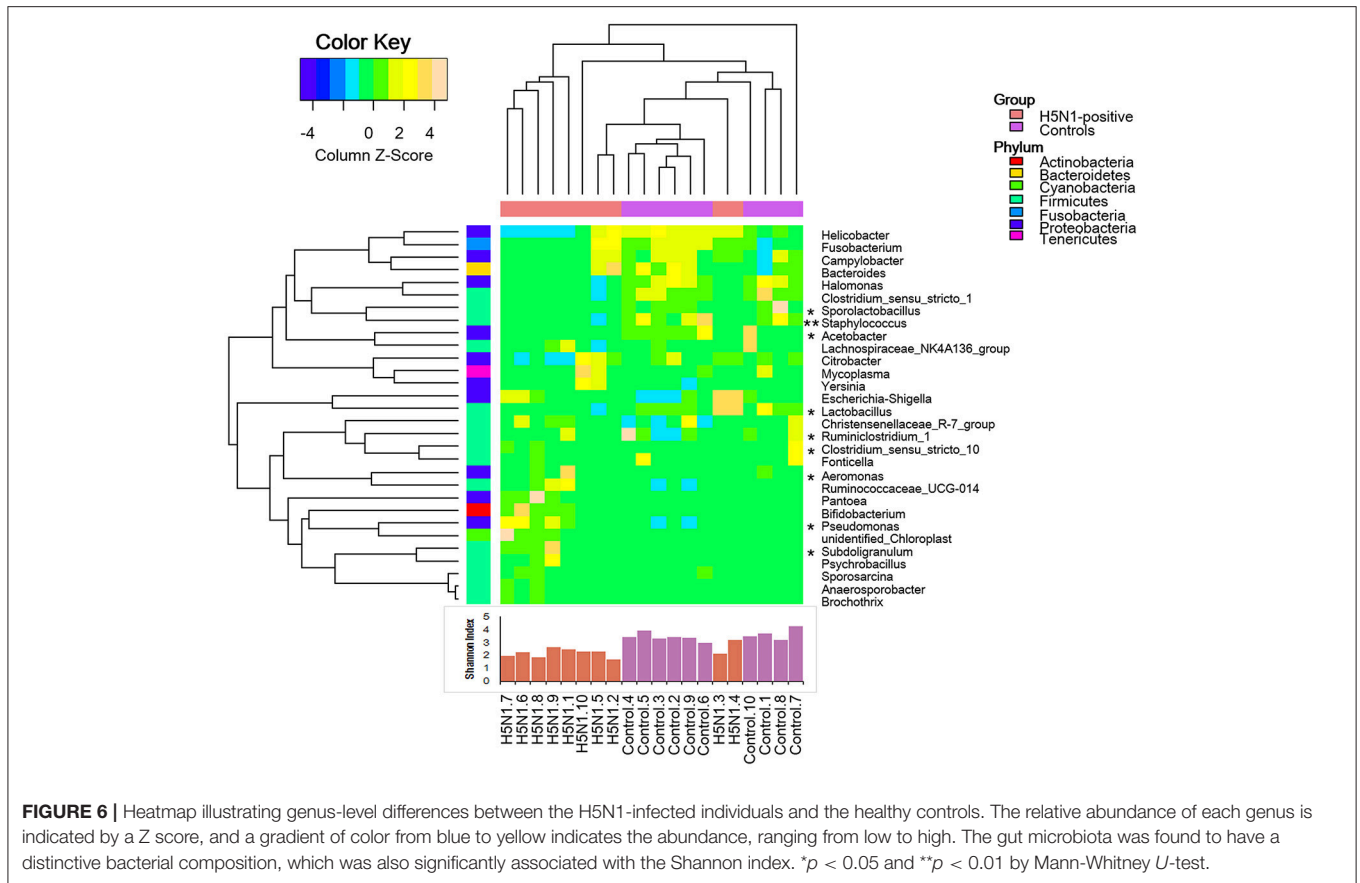 Color Key
-4 0 2 4
Column Z-Score
Group
H5N1-positive
Controls
Phylum
Actinobacteria
Bacteroidetes
Cyanobacteria
Firmicutes
Fusobacteria
Proteobacteria
Tenericutes
Helicobacter
Fusobacterium
Campylobacter
Bacteroides
Halomonas
Clostridium_sensu_stricto_1
* Sporolactobacillus
** Staphylococcus
* Acetobacter
Lachnospiraceae_NK4A136_group
Citrobacter
Mycoplasma
Yersinia
Escherichia-Shigella
* Lactobacillus
Christensenellaceae_R-7_group
* Ruminiclostridium_1
* Clostridium_sensu_stricto_10
Fonticella
* Aeromonas
Ruminococcaceae_UCG-014
Pantoea
Bifidobacterium
* Pseudomonas
unidentified_Chloroplast
* Subdoligranulum
Psychrobacillus
Sporosarcina
Anaerosporobacter
Brochothrix
Shannon Index
5
4
3
2
1
0
H5N1.7
H5N1.6
H5N1.8
H5N1.9
H5N1.1
H5N1.10
H5N1.5
H5N1.2
Control.4
Control.5
Control.3
Control.2
Control.9
Control.6
H5N1.3
H5N1.4
Control.10
Control.1
Control.8
Control.7
FIGURE 6 | Heatmap illustrating genus-level differences between the H5N1-infected individuals and the healthy controls. The relative abundance of each genus is
indicated by a Z score, and a gradient of color from blue to yellow indicates the abundance, ranging from low to high. The gut microbiota was found to have a
distinctive bacterial composition, which was also significantly associated with the Shannon index. *p < 0.05 and **p < 0.01 by Mann-Whitney U-test.